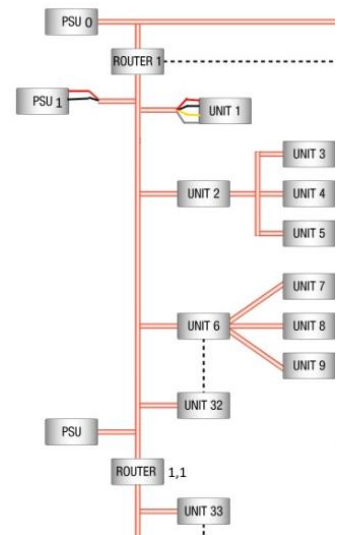 PSU 0
ROUTER 1
PSU 1
UNIT 1
UNIT 3
UNIT 2
UNIT 4
UNIT 5
UNIT 7
UNIT 6
UNIT 8
UNIT 9
UNIT 32
PSU
ROUTER 1,1
UNIT 33